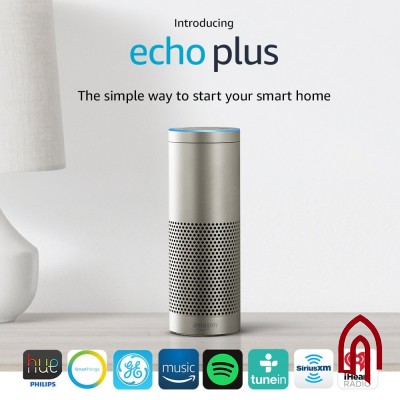 Introducing
echo plus
The simple way to start your smart home
amazon
hue
PHILIPS
SmartThings
GE
music
tunein
SiriusXM
iHeart
RADIO